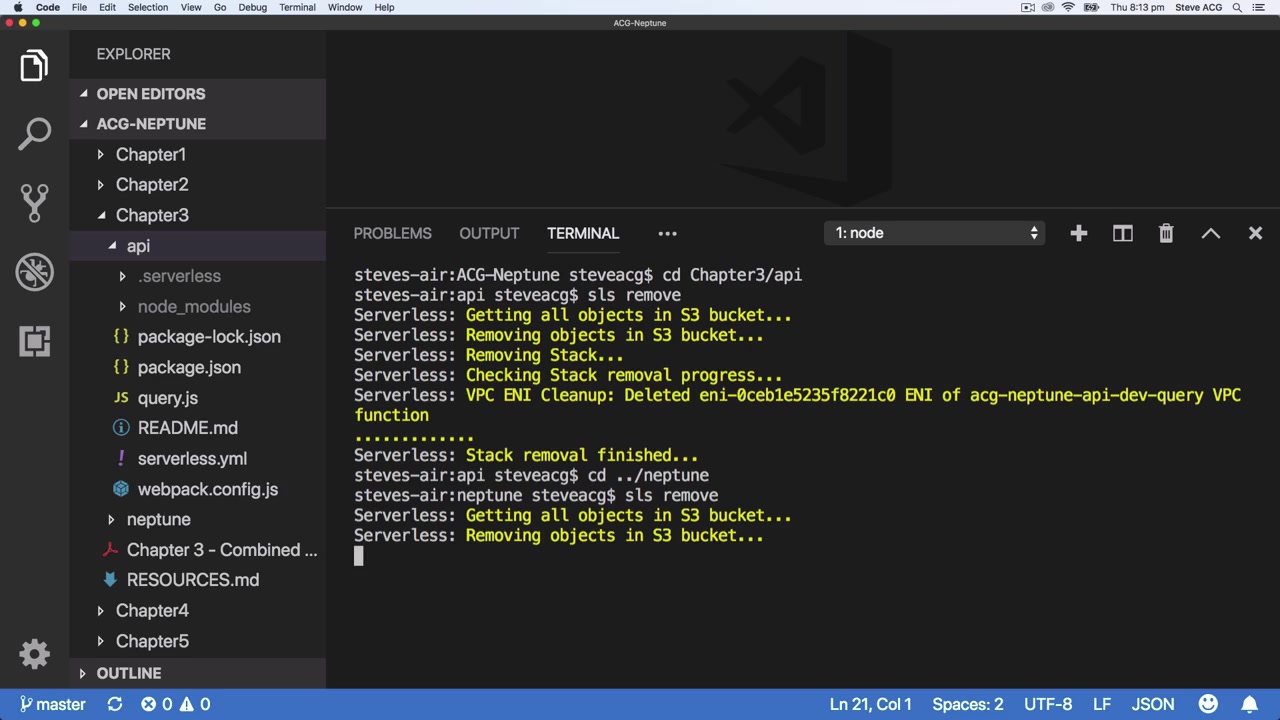 Code File Edit Selection View Go Debug Terminal Window Help Thu 8:13 pm Steve ACG
ACG-Neptune
EXPLORER
OPEN EDITORS
ACG-NEPTUNE
Chapter1
Chapter2
Chapter3
api
.serverless
node_modules
{} package-lock.json
{} package.json
JS query.js
README.md
! serverless.yml
webpack.config.js
neptune
Chapter 3 - Combined ...
RESOURCES.md
Chapter4
Chapter5
OUTLINE
PROBLEMS OUTPUT TERMINAL ... 1: node
steves-air:ACG-Neptune steveacg$ cd Chapter3/api
steves-air:api steveacg$ sls remove
Serverless: Getting all objects in S3 bucket...
Serverless: Removing objects in S3 bucket...
Serverless: Removing Stack...
Serverless: Checking Stack removal progress...
Serverless: VPC ENI Cleanup: Deleted eni-0ceb1e5235f8221c0 ENI of acg-neptune-api-dev-query VPC
function
.............
Serverless: Stack removal finished...
steves-air:api steveacg$ cd ../neptune
steves-air:neptune steveacg$ sls remove
Serverless: Getting all objects in S3 bucket...
Serverless: Removing objects in S3 bucket...
master 0 0 Ln 21, Col 1 Spaces: 2 UTF-8 LF JSON